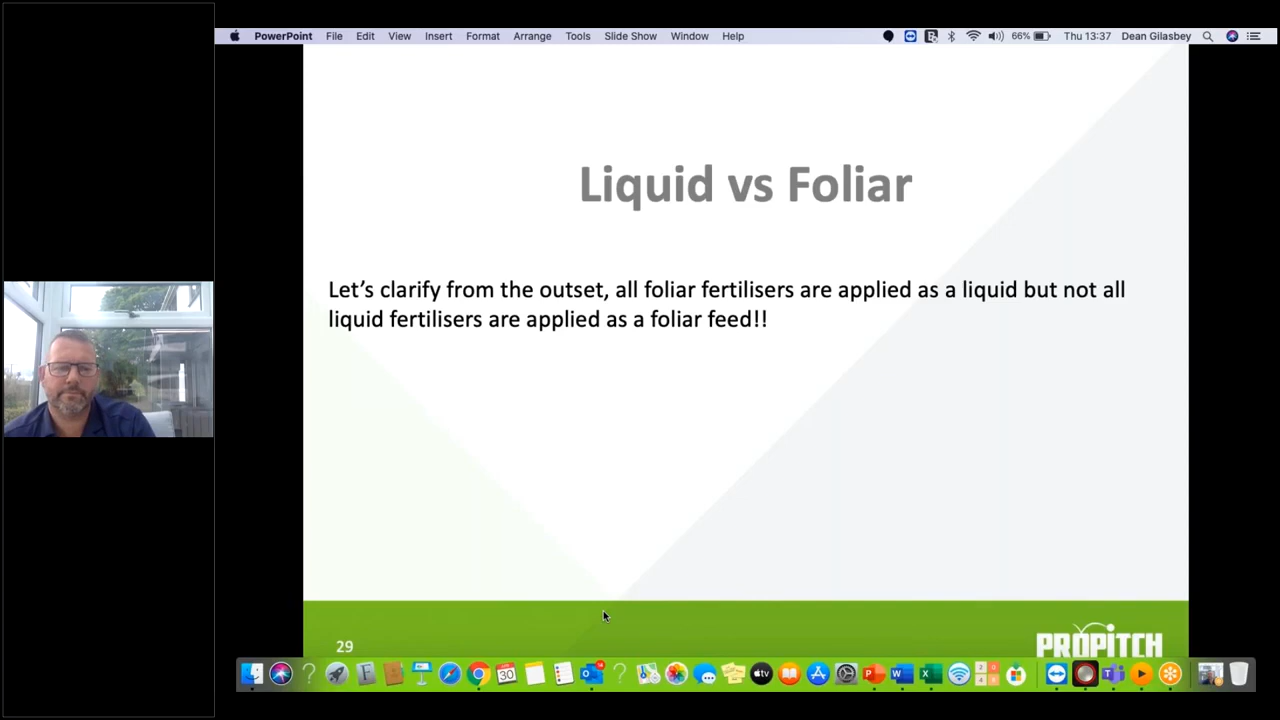 PowerPoint File Edit View Insert Format Arrange Tools Slide Show Window Help 66% Thu 13:37 Dean Gilasbey
Liquid vs Foliar
Let’s clarify from the outset, all foliar fertilisers are applied as a liquid but not all
liquid fertilisers are applied as a foliar feed!!
29
PROPITCH
30
tv